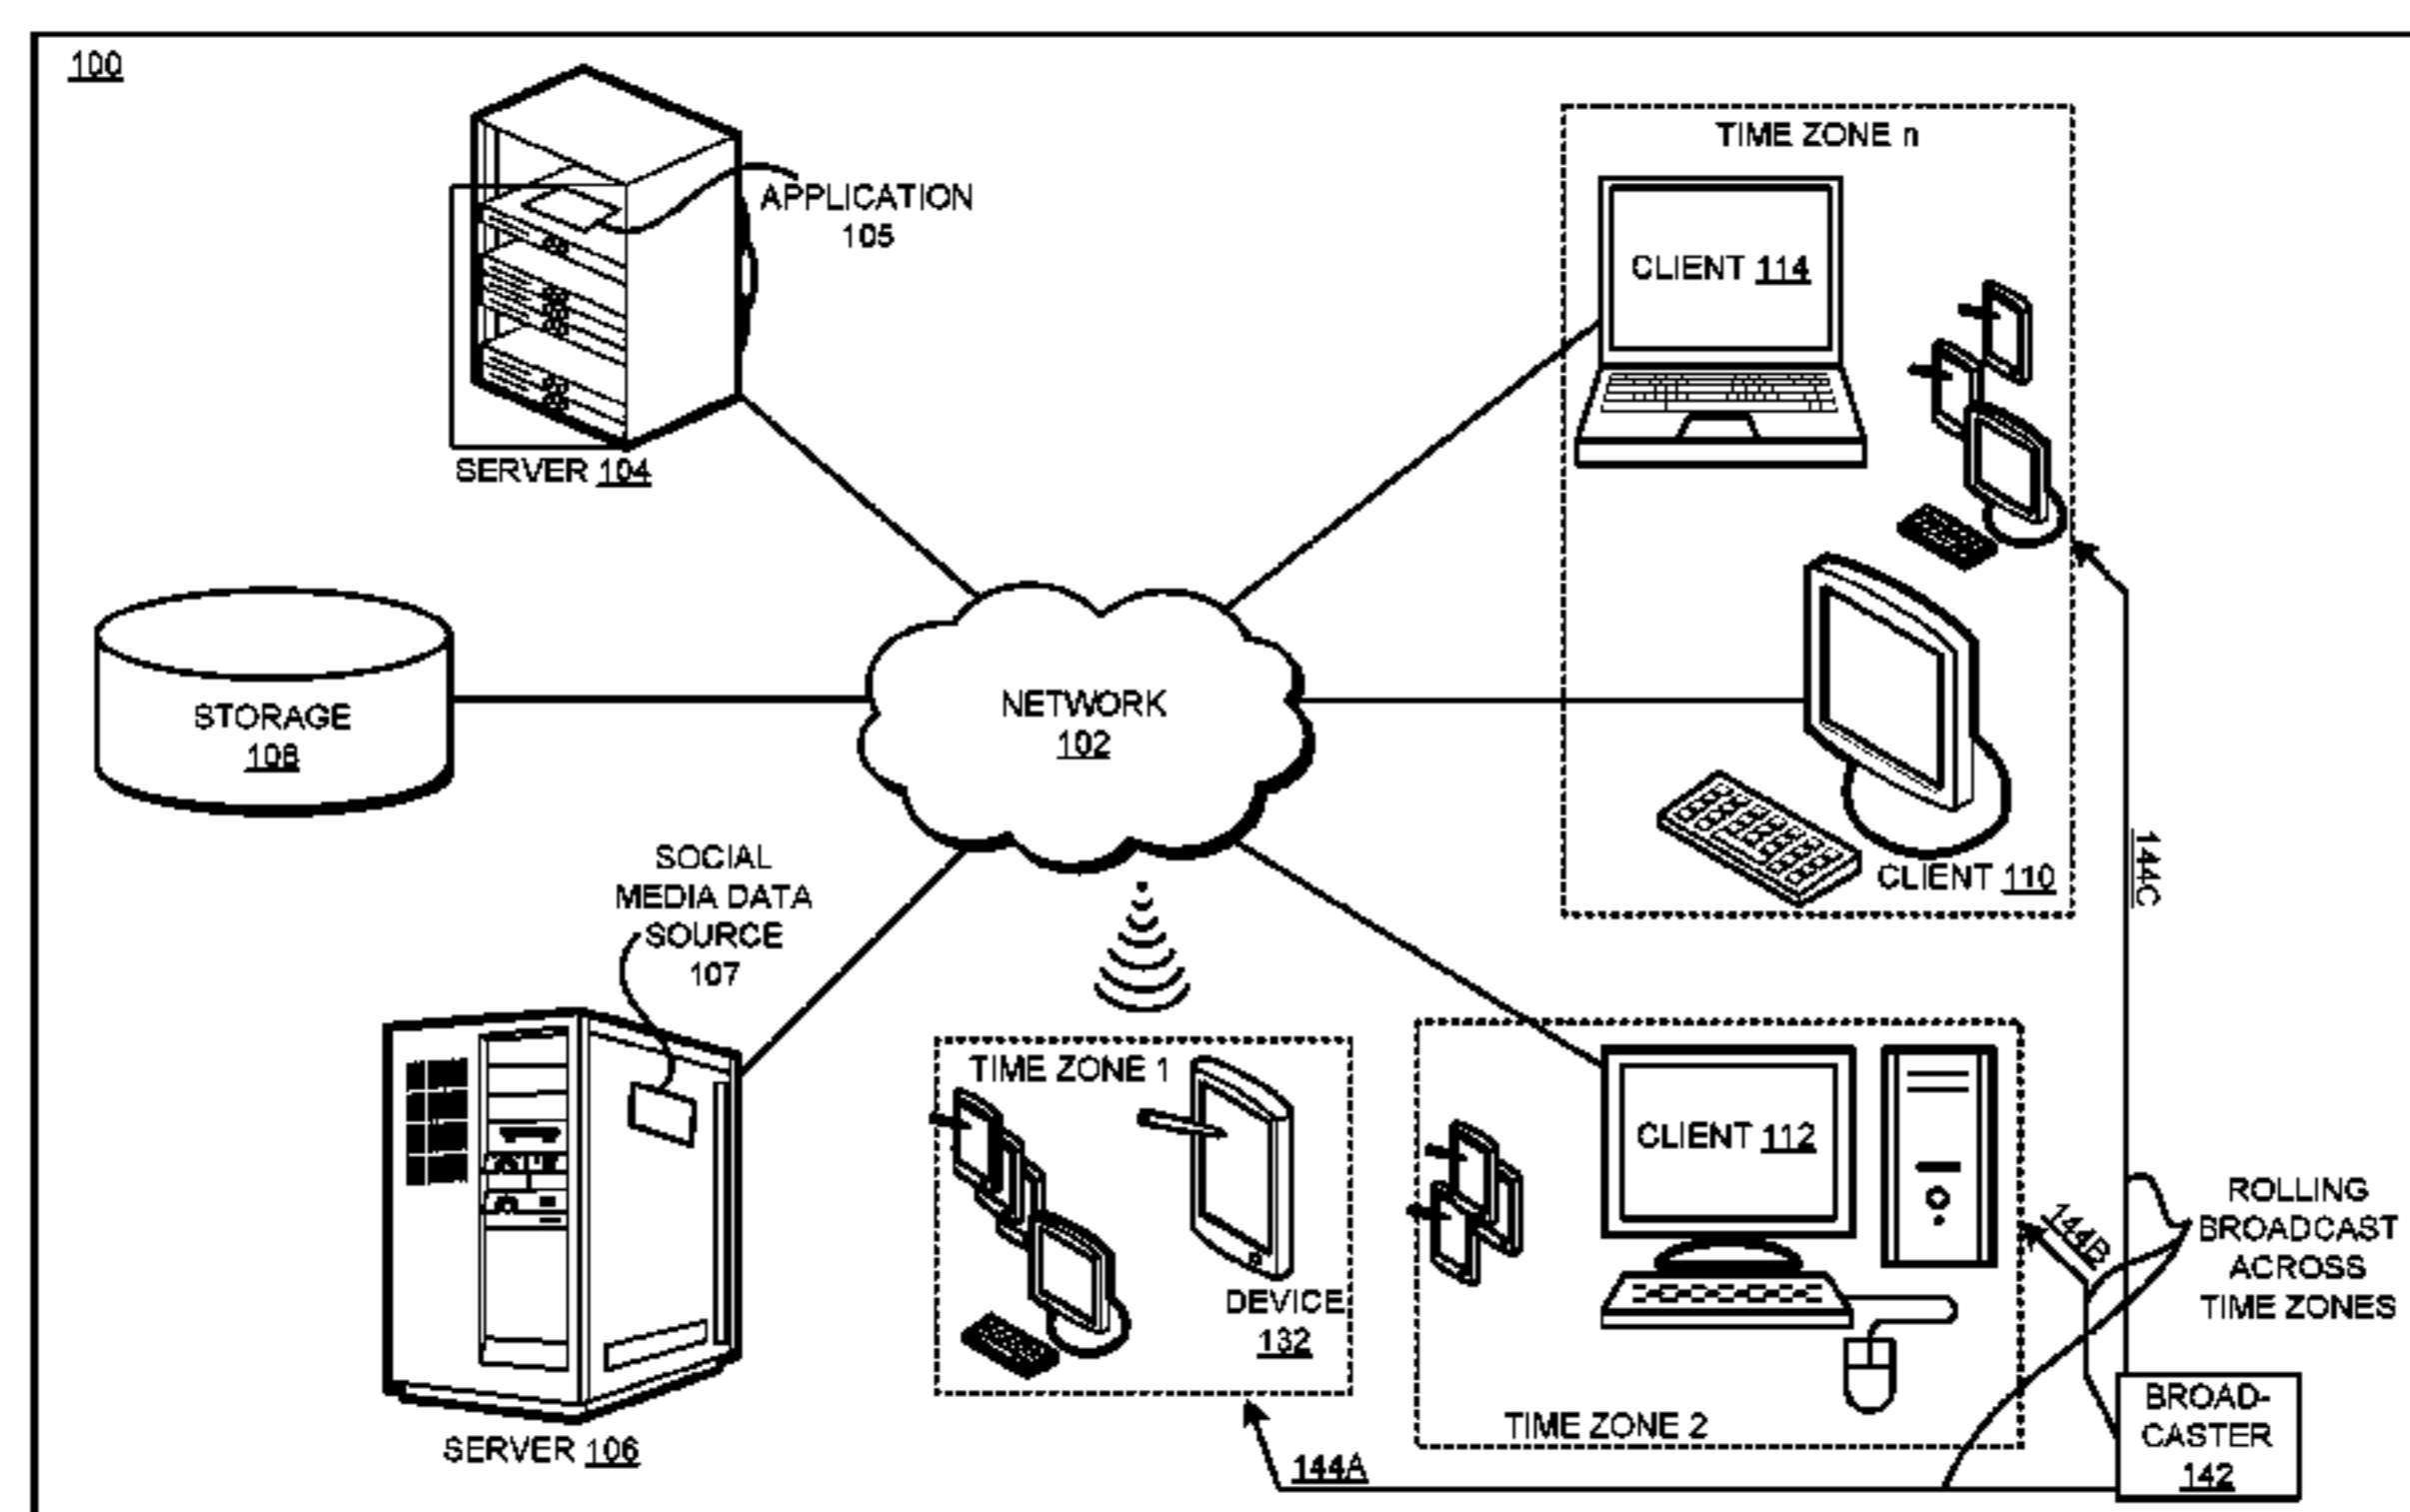 100
APPLICATION
105
SERVER 104
TIME ZONE n
CLIENT 114
STORAGE
108
NETWORK
102
CLIENT 110
144C
SOCIAL
MEDIA DATA
SOURCE
107
SERVER 106
TIME ZONE 1
DEVICE
132
CLIENT 112
TIME ZONE 2
144B
ROLLING
BROADCAST
ACROSS
TIME ZONES
144A
BROAD-
CASTER
142